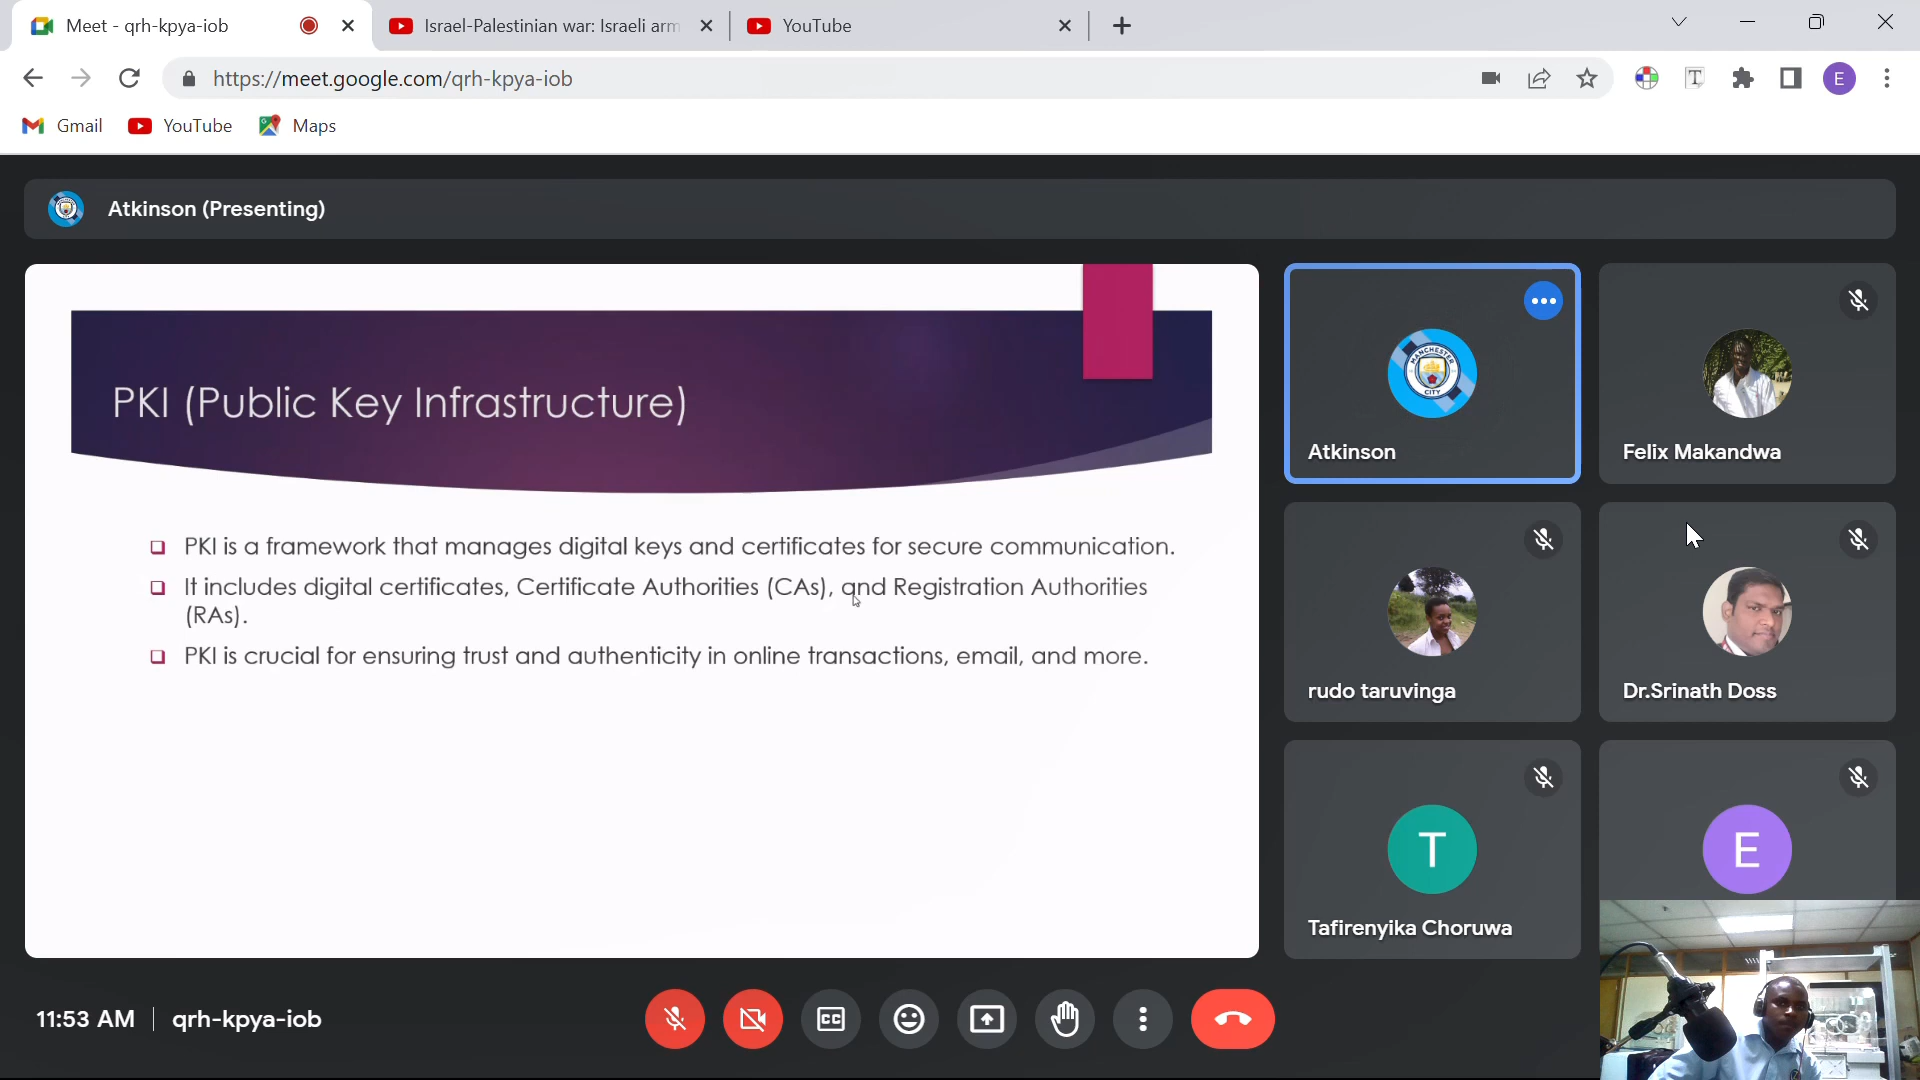 Meet - qrh-kpya-iob
Israel-Palestinian war: Israeli arm
YouTube
https://meet.google.com/qrh-kpya-iob
E
Gmail
YouTube
Maps
Atkinson (Presenting)
PKI (Public Key Infrastructure)
PKI is a framework that manages digital keys and certificates for secure communication.
It includes digital certificates, Certificate Authorities (CAs), and Registration Authorities
(RAs).
PKI is crucial for ensuring trust and authenticity in online transactions, email, and more.
MANCHESTER
CITY
Atkinson
Felix Makandwa
rudo taruvinga
Dr.Srinath Doss
T
Tafirenyika Choruwa
E
11:53 AM
qrh-kpya-iob
CC